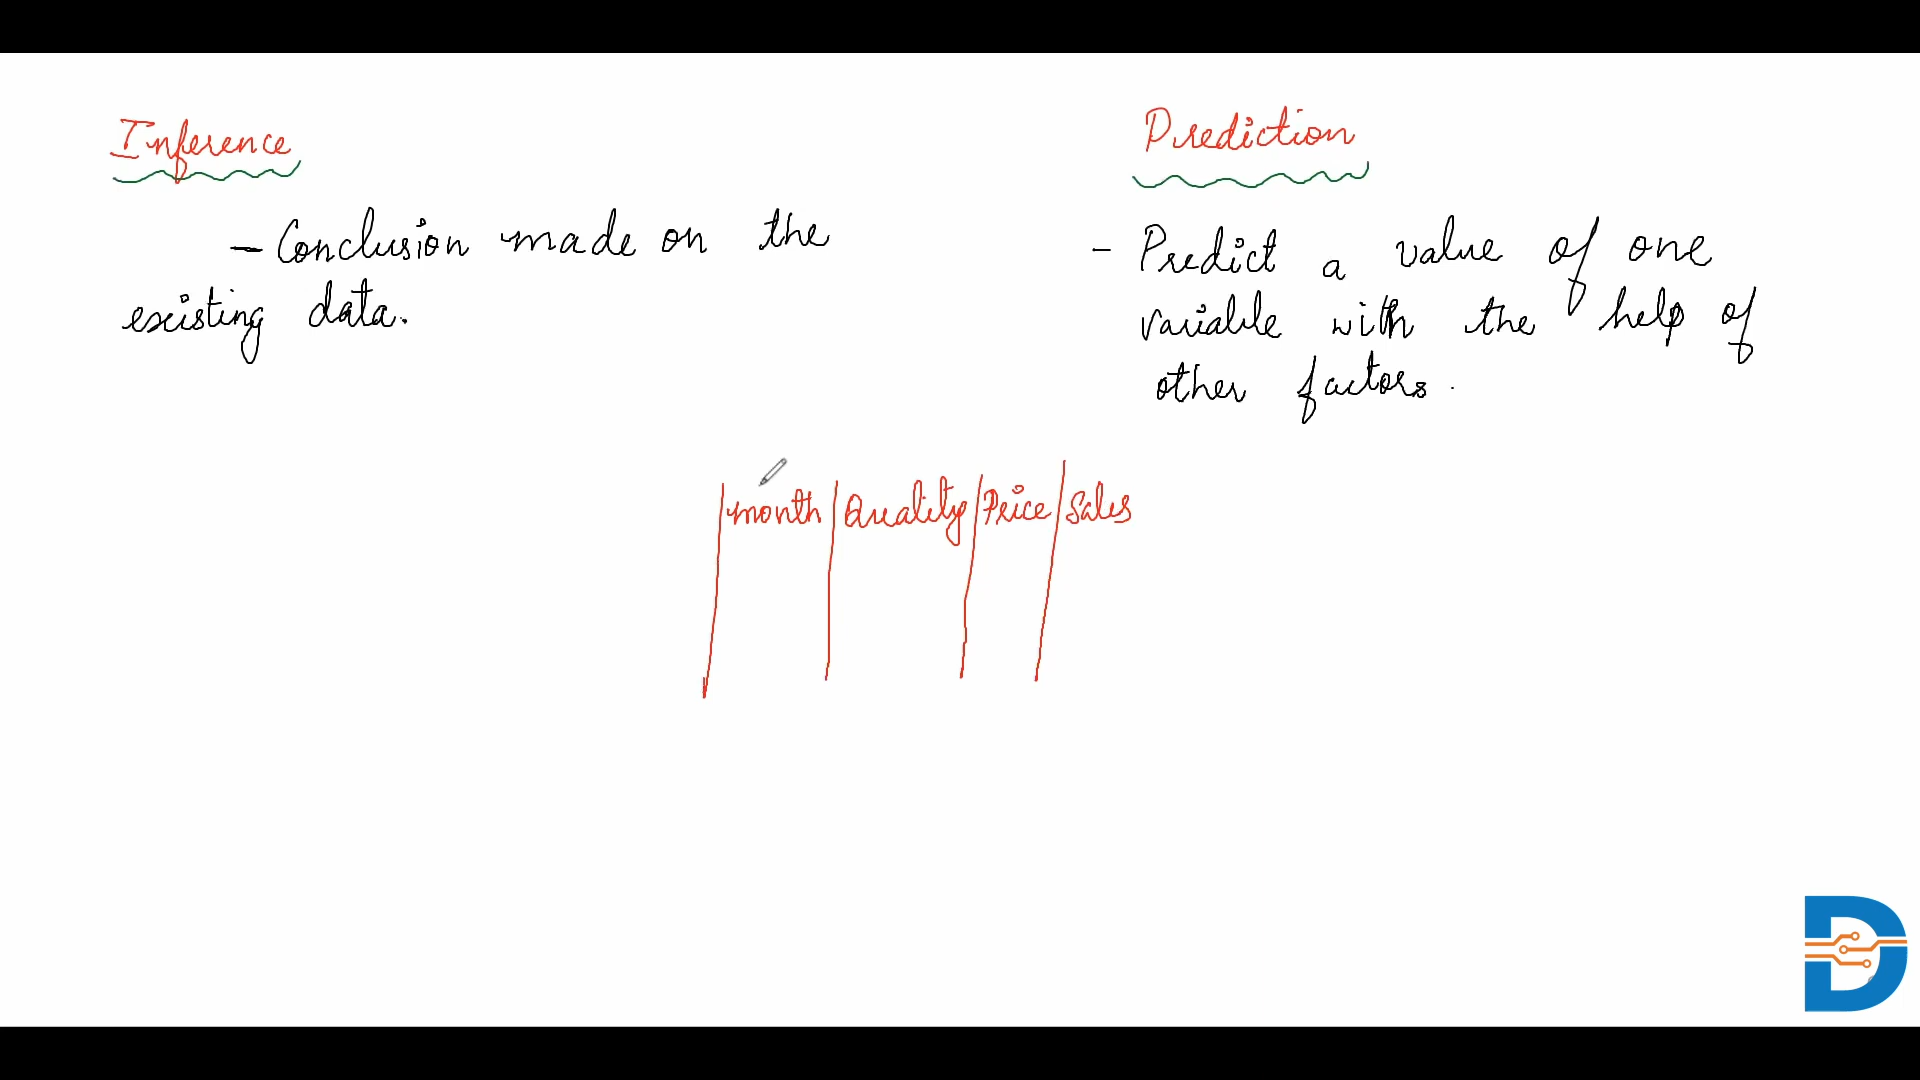 Inference
- Conclusion made on the
existing data.
Prediction
- Predict a value of one
variable with the help of
other factors.
month Quality Price Sales